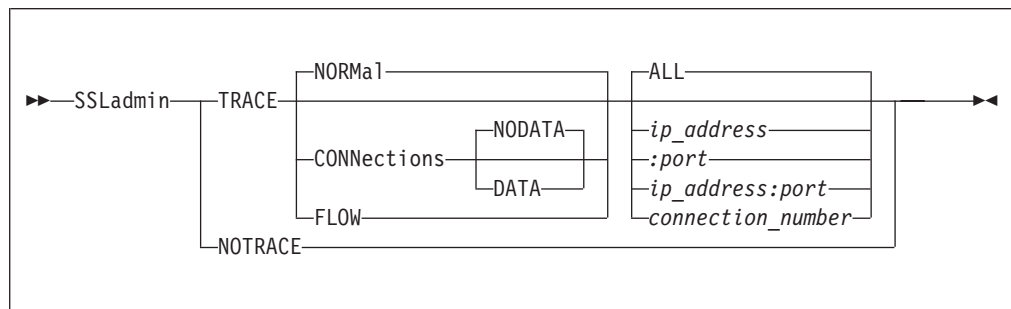 NORMal ALL
SSLadmin TRACE
NODATA ip_address
CONNections :port
DATA ip_address:port
FLOW connection_number
NOTRACE